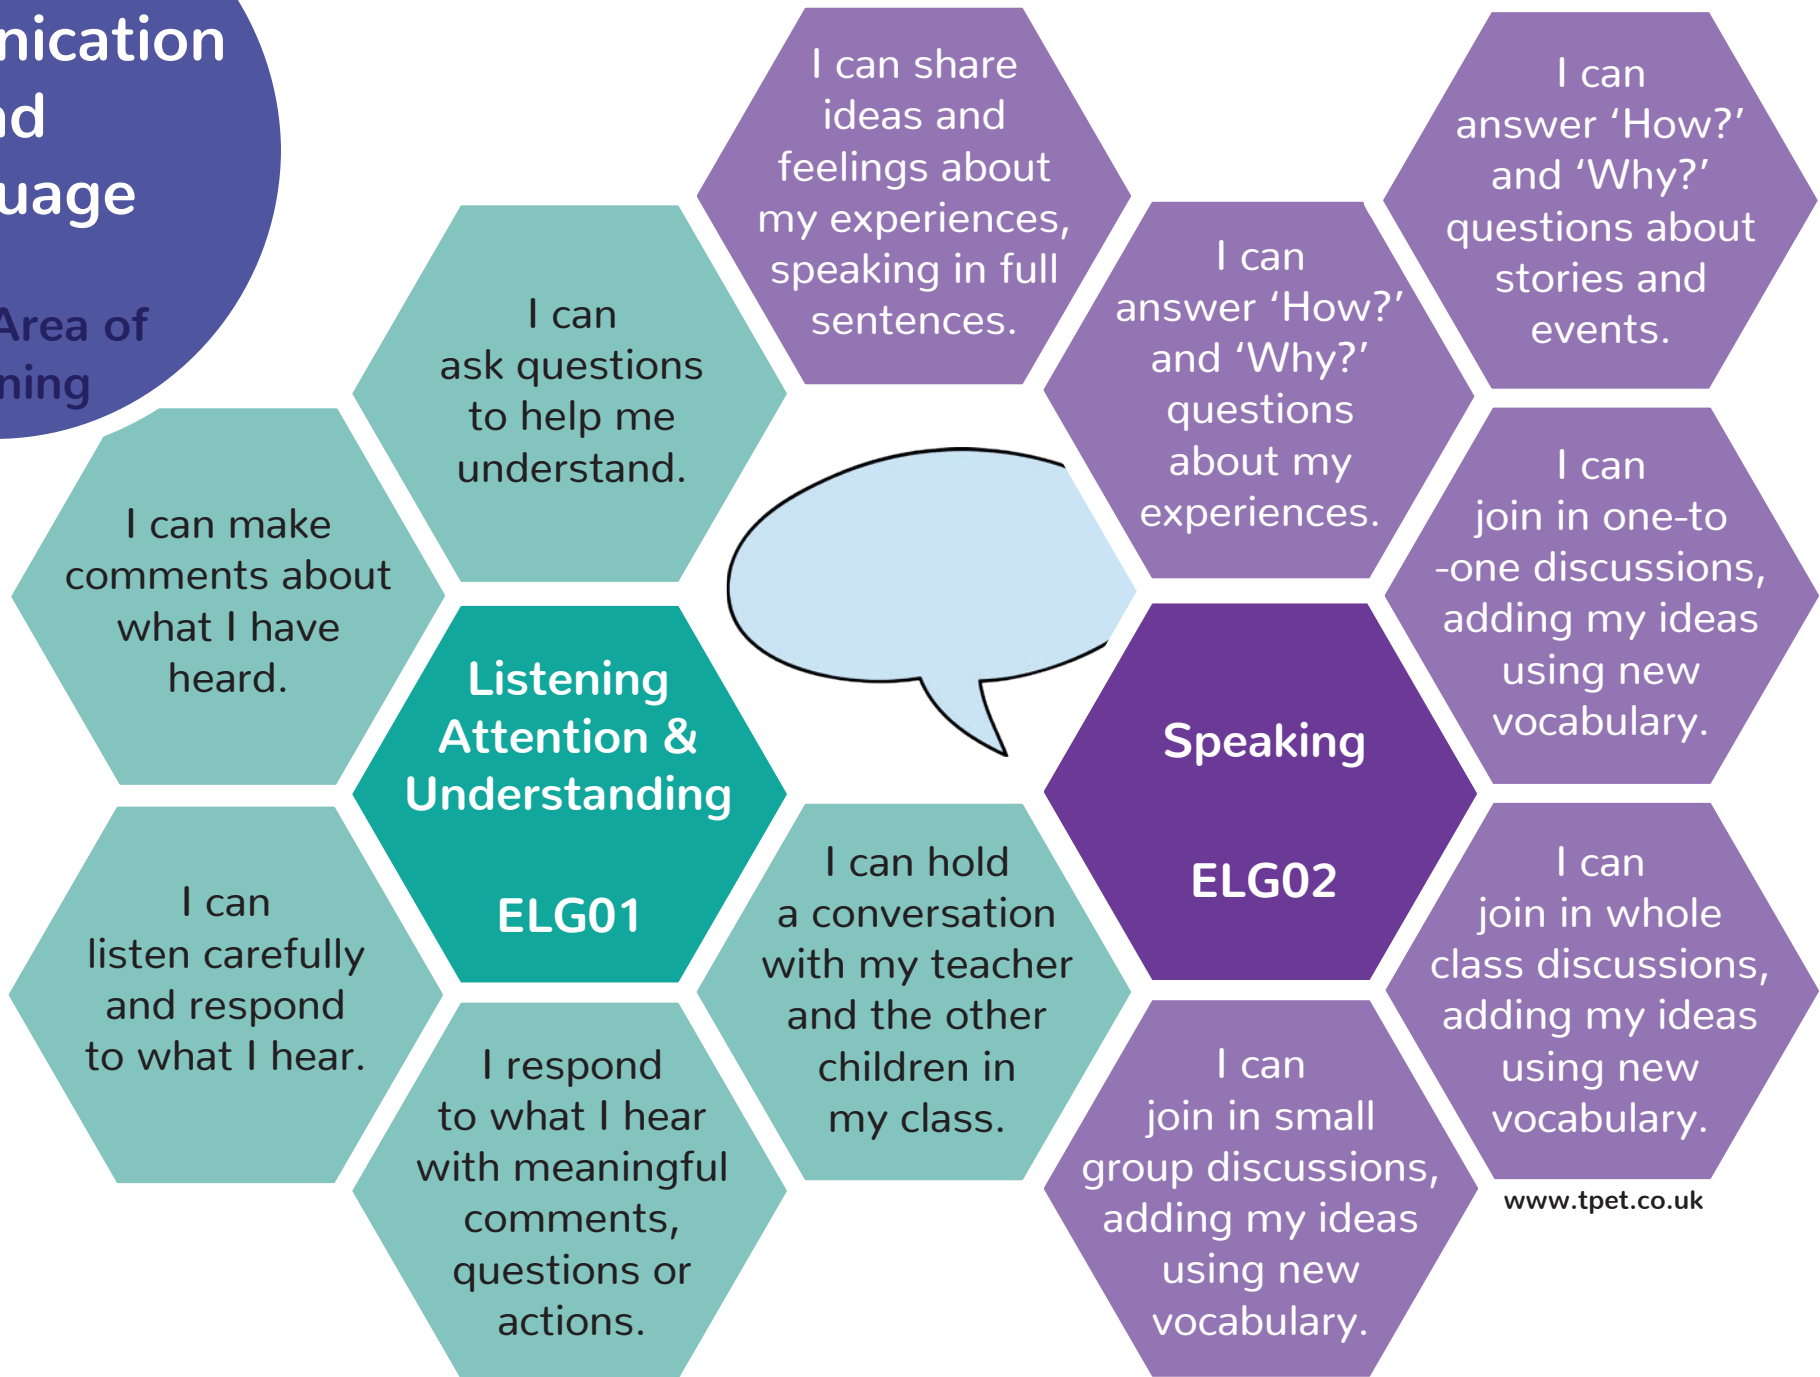 nication
nd
uage
Area of
ning
I can share
ideas and
feelings about
my experiences,
speaking in full
sentences.
I can
answer ‘How?’
and ‘Why?’
questions about
stories and
events.
I can
answer ‘How?’
and ‘Why?’
questions
about my
experiences.
I can
ask questions
to help me
understand.
I can
join in one-to
-one discussions,
adding my ideas
using new
vocabulary.
I can make
comments about
what I have
heard.
Listening
Attention &
Understanding
ELG01
Speaking
ELG02
I can hold
a conversation
with my teacher
and the other
children in
my class.
I can
join in whole
class discussions,
adding my ideas
using new
vocabulary.
I can
listen carefully
and respond
to what I hear.
I respond
to what I hear
with meaningful
comments,
questions or
actions.
I can
join in small
group discussions,
adding my ideas
using new
vocabulary.
www.tpet.co.uk